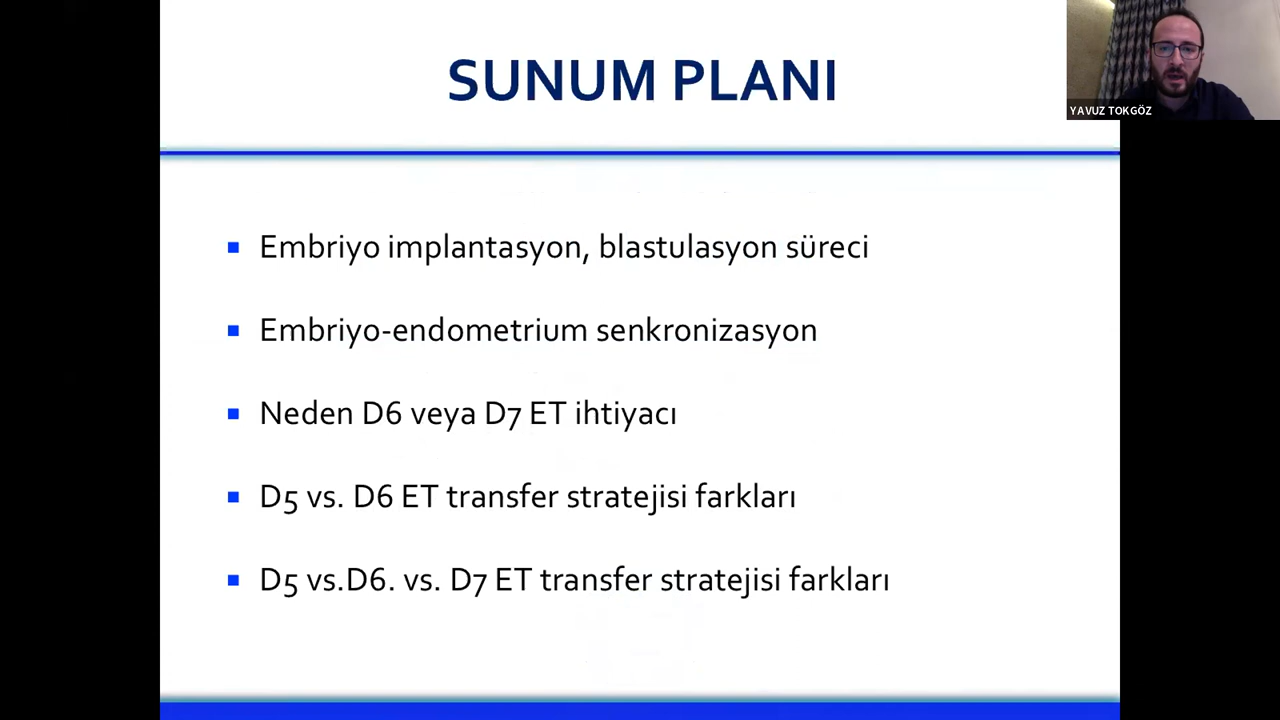 SUNUM PLANI
YAVUZ TOKGÖZ
Embriyo implantasyon, blastulasyon süreci
Embriyo-endometrium senkronizasyon
Neden D6 veya D7 ET ihtiyacı
D5 vs. D6 ET transfer stratejisi farkları
D5 vs.D6. vs. D7 ET transfer stratejisi farkları